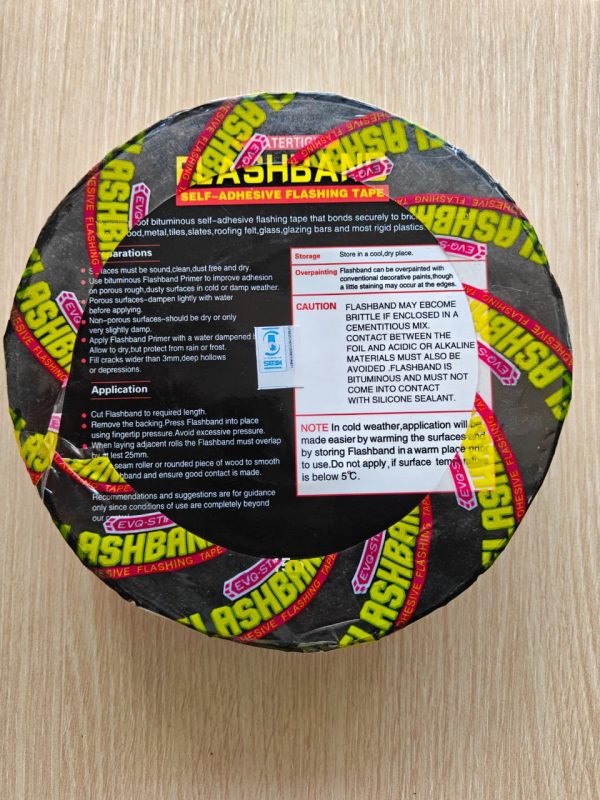 FLASHBAND
SELF-ADHESIVE FLASHING TAPE
of bituminous self-adhesive flashing tape that bonds securely to
metal,tiles,slates,roofing felt,glass,glazing bars and most rigid plastics.
Surfaces must be sound,clean,dust free and dry.
Use bituminous Flashband Primer to improve adhesion
on porous rough,dusty surfaces in cold or damp weather.
Porous surfaces-dampen lightly with water
before applying.
Non-porous surfaces-should be dry or only
very slightly damp.
Apply Flashband Primer with a water dampened
Allow to dry,but protect from rain or frost.
Fill cracks wider than 3mm,deep hollows
or depressions.
Application
Cut Flashband to required length.
Remove the backing.Press Flashband into place
using fingertip pressure.Avoid excessive pressure.
When laying adjacent rolls the Flashband must overlap
25mm.
seam roller or rounded piece of wood to smooth
and ensure good contact is made.
Recommendations and suggestions are for guidance
only since conditions of use are completely beyond
Storage Store in a cool,dry place.
Overpainting Flashband can be overpainted with
conventional decorative paints,though
a little staining may occur at the edges.
CAUTION FLASHBAND MAY EBCOME
BRITTLE IF ENCLOSED IN A
CEMENTITIOUS MIX.
CONTACT BETWEEN THE
FOIL AND ACIDIC OR ALKALINE
MATERIALS MUST ALSO BE
AVOIDED .FLASHBAND IS
BITUMINOUS AND MUST NOT
COME INTO CONTACT
WITH SILICONE SEALANT.
NOTE In cold weather,application will be
made easier by warming the surfaces and
by storing Flashband in a warm place prior
to use.Do not apply, if surface
is below 5℃.
KEBS
EVQ-STIK
FLASHBAND
ADHESIVE FLASHING TAPE